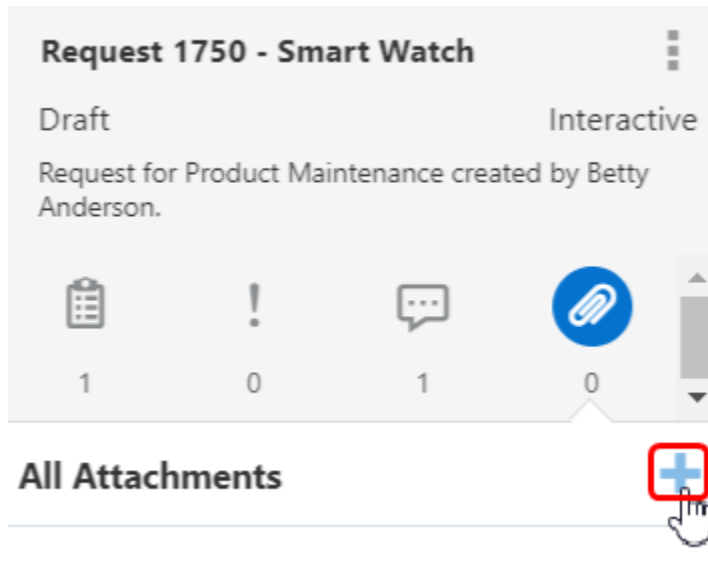 Request 1750 - Smart Watch
Draft Interactive
Request for Product Maintenance created by Betty
Anderson.
1 0 1 0
All Attachments